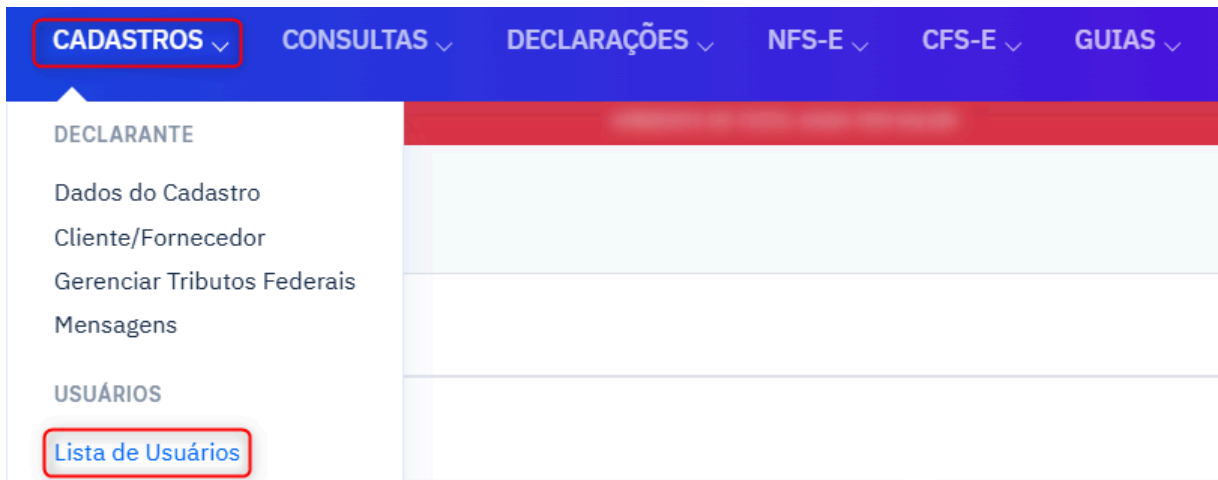 CADASTROS CONSULTAS DECLARAÇÕES NFS-E CFS-E GUIAS
DECLARANTE
Dados do Cadastro
Cliente/Fornecedor
Gerenciar Tributos Federais
Mensagens
USUÁRIOS
Lista de Usuários